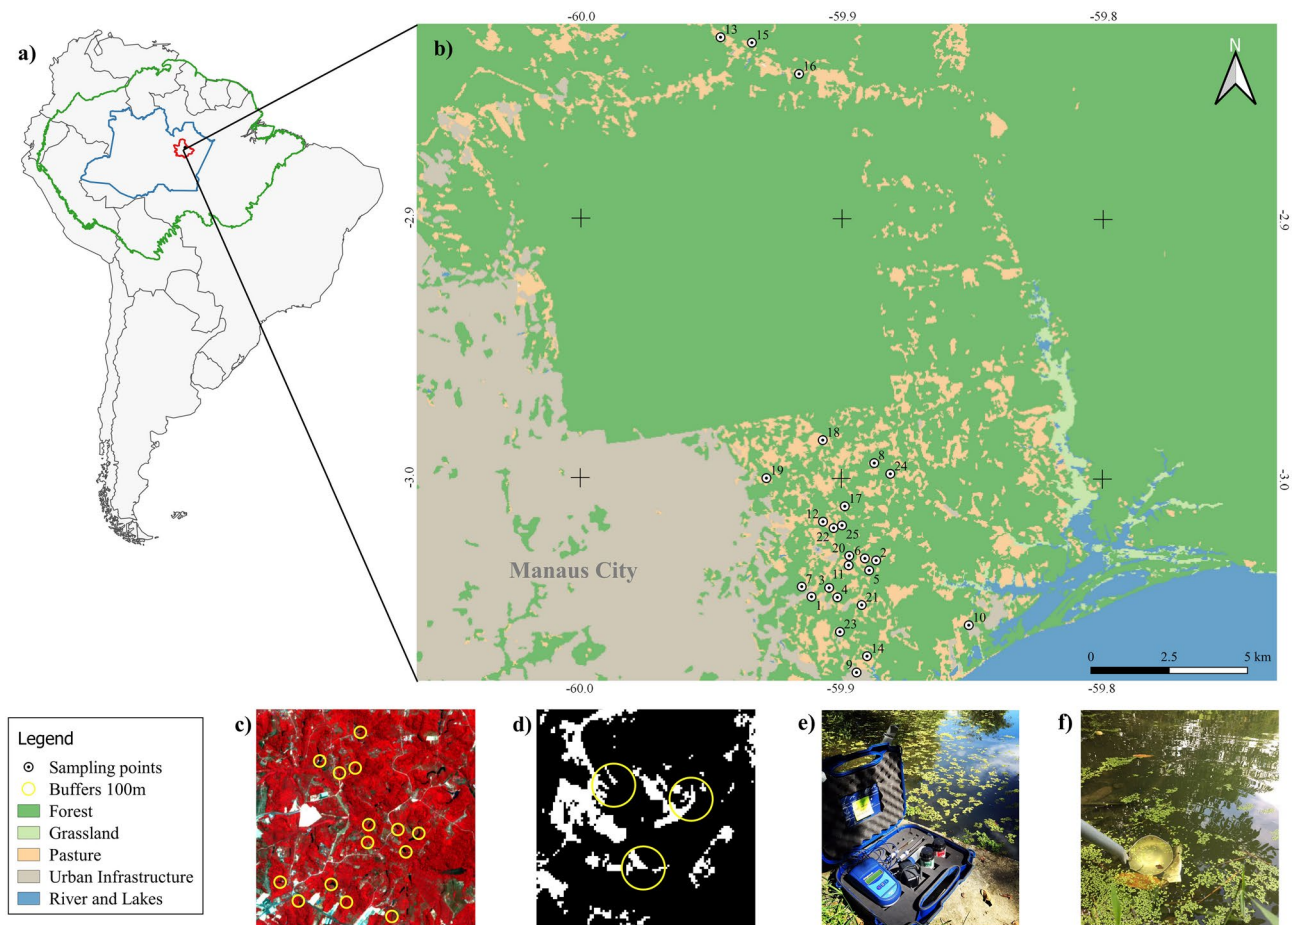 a)
b)
-60.0
-59.9
-59.8
N
13
15
16
-2.9
-2.9
18
8
24
19
17
-3.0
-3.0
12
22
25
20
6
2
11
5
7
3
4
1
21
10
23
14
9
Manaus City
0
2.5
5 km
-60.0
-59.9
-59.8
Legend
Sampling points
Buffers 100m
Forest
Grassland
Pasture
Urban Infrastructure
River and Lakes
c)
d)
e)
f)